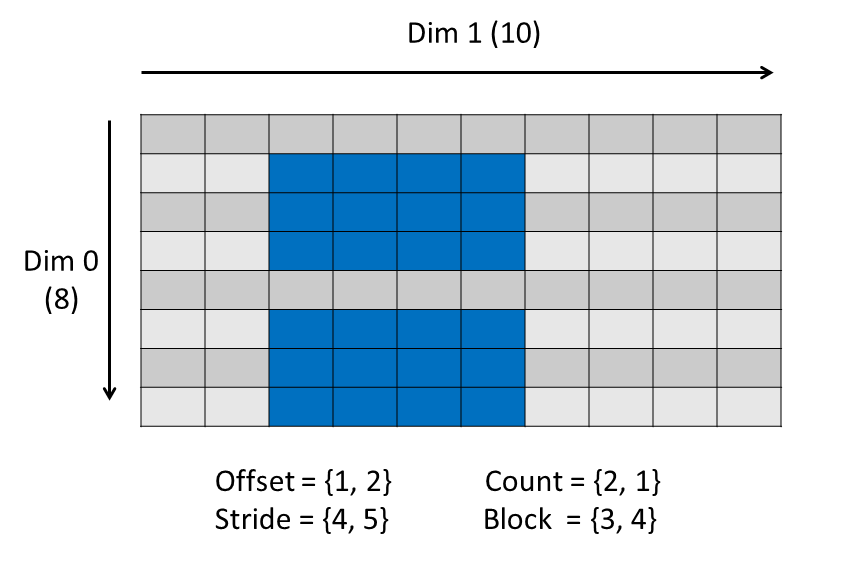 Dim 1 (10)
Dim 0
(8)
Offset = {1, 2}
Count = {2, 1}
Stride = {4, 5}
Block = {3, 4}